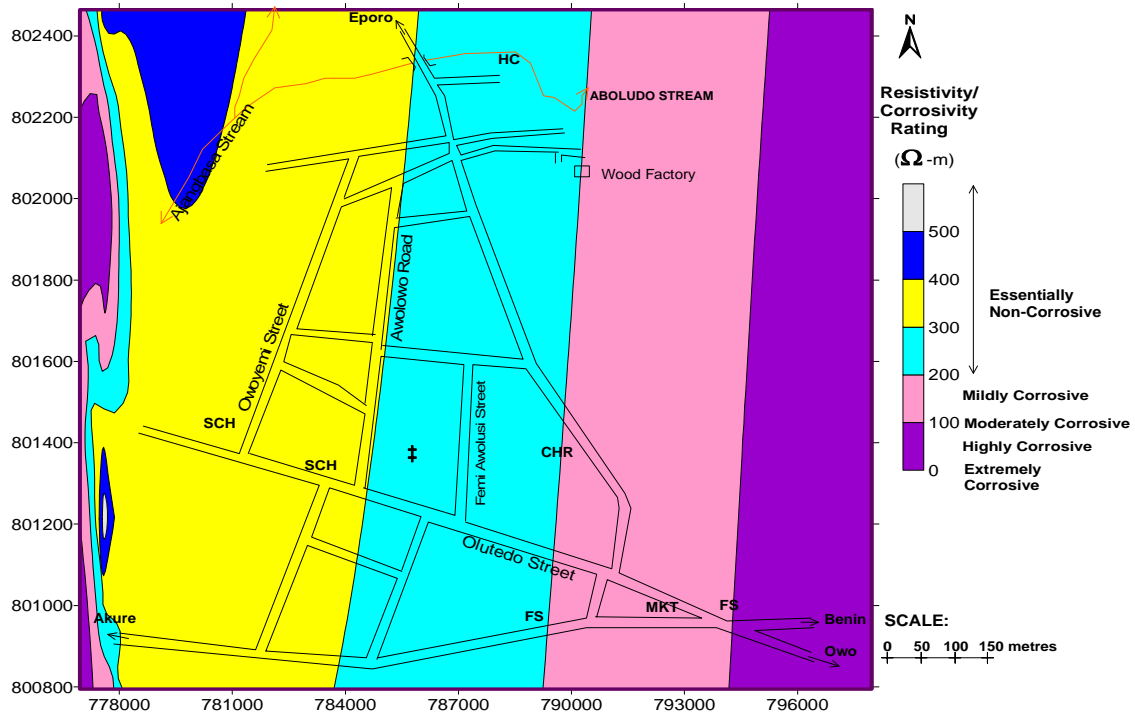 802400
802200
802000
801800
801600
801400
801200
801000
800800
778000
781000
784000
787000
790000
793000
796000
Eporo
HC
ABOLUDO STREAM
Ajongbasa Stream
Wood Factory
Awolowo Road
Owoyemi Street
SCH
SCH
Femi Awolusi Street
CHR
Olutedo Street
Akure
FS
MKT
FS
Benin
Owo
N
Resistivity/
Corrosivity
Rating
(Ω -m)
500
400
300
200
100
0
Essentially
Non-Corrosive
Mildly Corrosive
Moderately Corrosive
Highly Corrosive
Extremely
Corrosive
SCALE:
0 50 100 150 metres